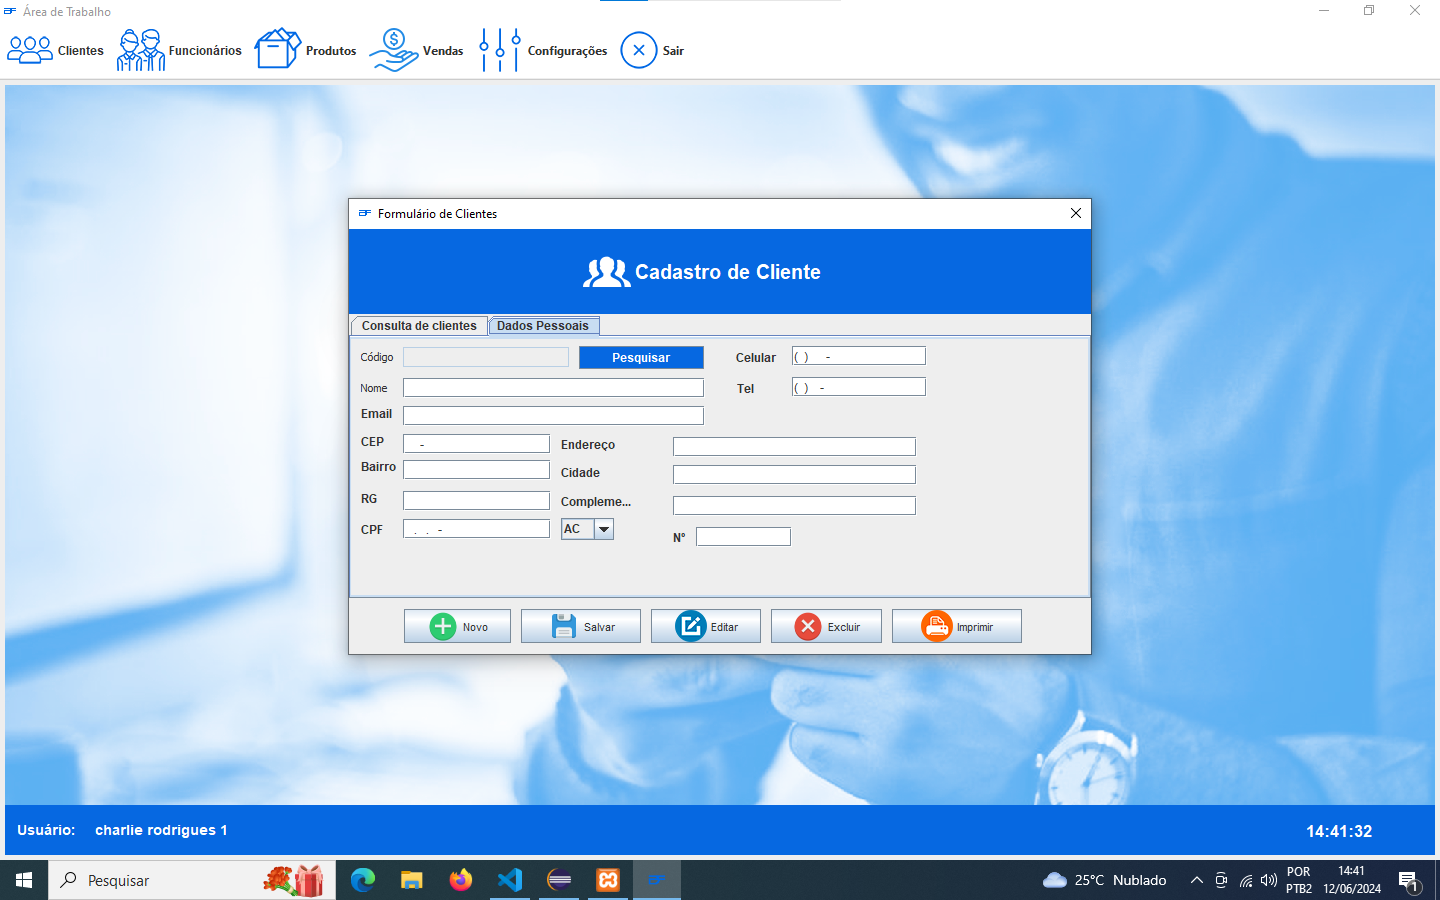 Área de Trabalho
Clientes Funcionários Produtos Vendas Configurações Sair
Formulário de Clientes
Cadastro de Cliente
Consulta de clientes Dados Pessoais
Código Pesquisar Celular ( ) -
Nome Tel ( ) -
Email
CEP - Endereço
Bairro Cidade
RG Compleme...
CPF . . - AC Nº
Novo Salvar Editar Excluir Imprimir
Usuário: charlie rodrigues 1 14:41:32
Pesquisar 25°C Nublado POR 14:41
PTB2 12/06/2024 1